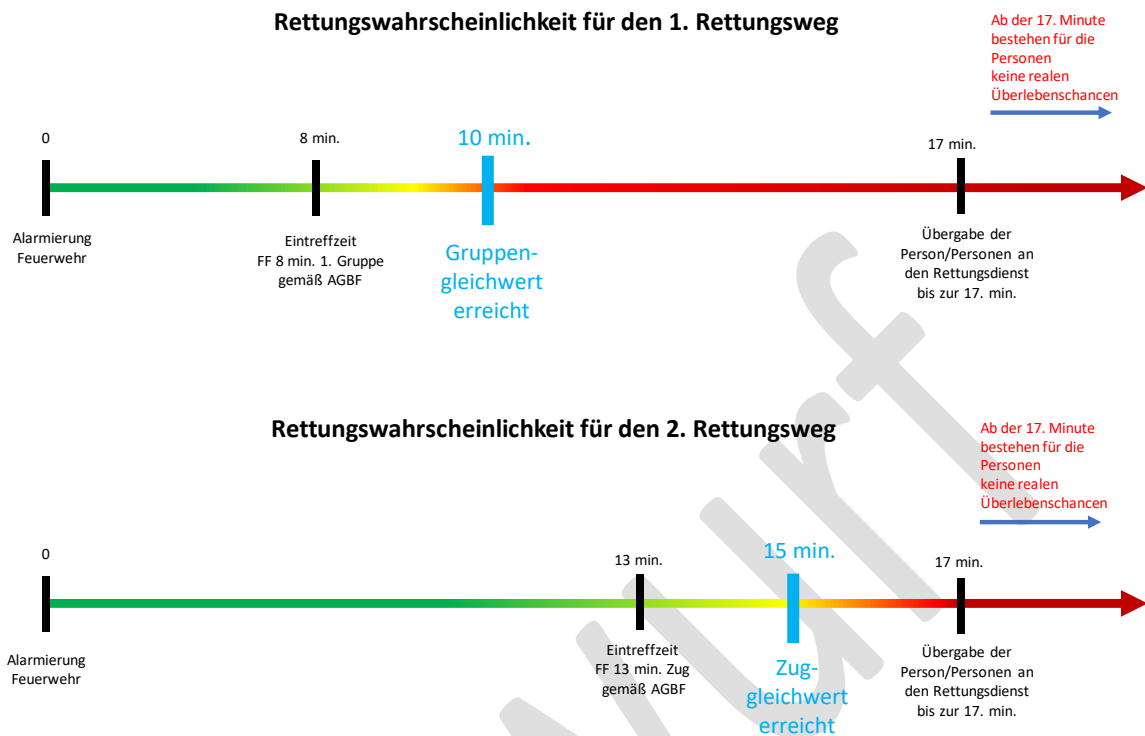 Rettungswahrscheinlichkeit für den 1. Rettungsweg
Ab der 17. Minute
bestehen für die
Personen
keine realen
Überlebenschancen
0
8 min.
10 min.
17 min.
Alarmierung
Feuerwehr
Eintreffzeit
FF 8 min. 1. Gruppe
gemäß AGBF
Gruppen-
gleichwert
erreicht
Übergabe der
Person/Personen an
den Rettungsdienst
bis zur 17. min.
Rettungswahrscheinlichkeit für den 2. Rettungsweg
Ab der 17. Minute
bestehen für die
Personen
keine realen
Überlebenschancen
0
13 min.
15 min.
17 min.
Alarmierung
Feuerwehr
Eintreffzeit
FF 13 min. Zug
gemäß AGBF
Zug-
gleichwert
erreicht
Übergabe der
Person/Personen an
den Rettungsdienst
bis zur 17. min.
wurf